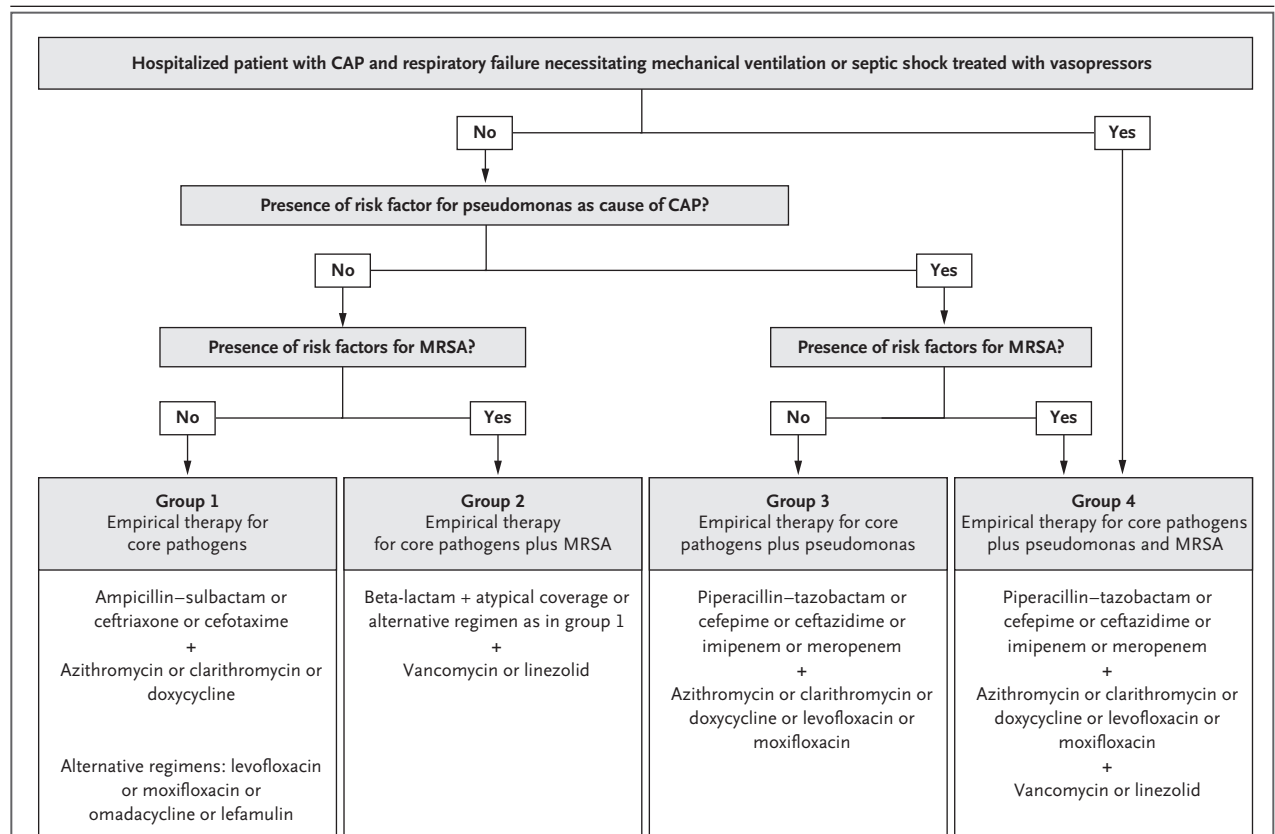 Hospitalized patient with CAP and respiratory failure necessitating mechanical ventilation or septic shock treated with vasopressors
No
Yes
Presence of risk factor for pseudomonas as cause of CAP?
No
Yes
Presence of risk factors for MRSA?
Presence of risk factors for MRSA?
No
Yes
No
Yes
Group 1
Empirical therapy for
core pathogens
Ampicillin–sulbactam or
ceftriaxone or cefotaxime
+
Azithromycin or clarithromycin or
doxycycline
Alternative regimens: levofloxacin
or moxifloxacin or
omadacycline or lefamulin
Group 2
Empirical therapy
for core pathogens plus MRSA
Beta-lactam + atypical coverage or
alternative regimen as in group 1
+
Vancomycin or linezolid
Group 3
Empirical therapy for core
pathogens plus pseudomonas
Piperacillin–tazobactam or
cefepime or ceftazidime or
imipenem or meropenem
+
Azithromycin or clarithromycin or
doxycycline or levofloxacin or
moxifloxacin
Group 4
Empirical therapy for core pathogens
plus pseudomonas and MRSA
Piperacillin–tazobactam or
cefepime or ceftazidime or
imipenem or meropenem
+
Azithromycin or clarithromycin or
doxycycline or levofloxacin or
moxifloxacin
+
Vancomycin or linezolid